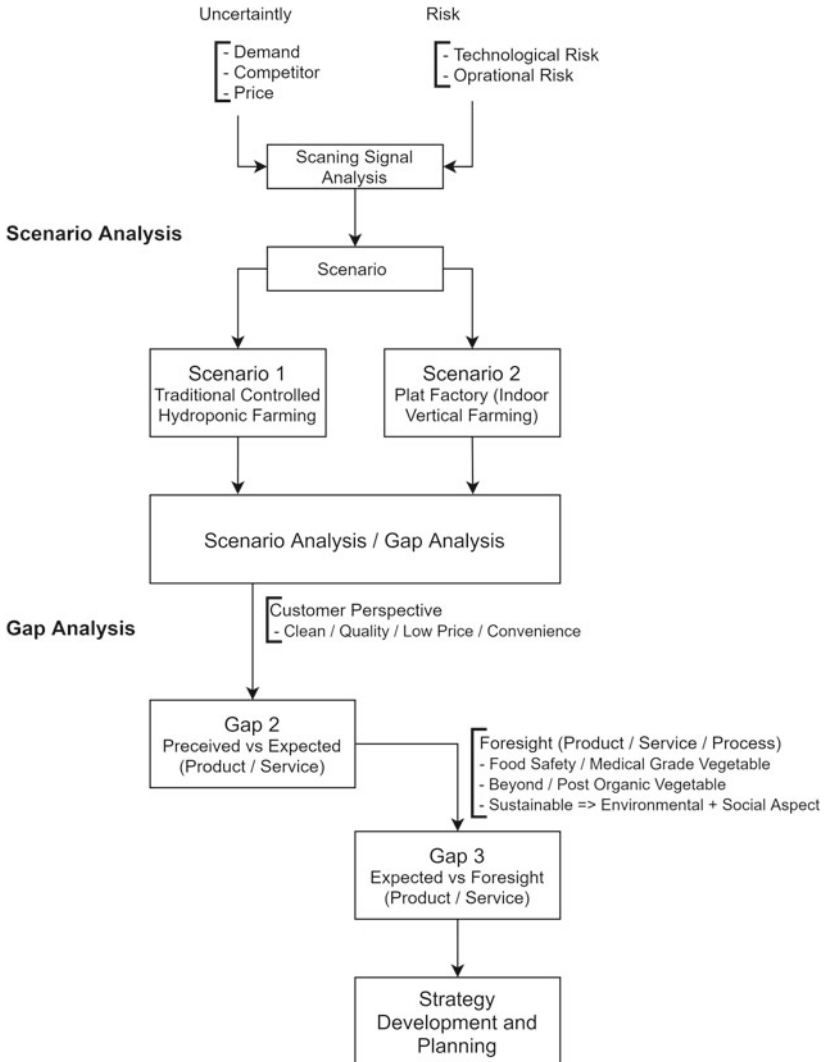 Uncertaintly
Risk
- Demand
- Competitor
- Price
- Technological Risk
- Oprational Risk
Scaning Signal
Analysis
Scenario Analysis
Scenario
Scenario 1
Traditional Controlled
Hydroponic Farming
Scenario 2
Plat Factory (Indoor
Vertical Farming)
Scenario Analysis / Gap Analysis
Gap Analysis
Customer Perspective
- Clean / Quality / Low Price / Convenience
Gap 2
Preceived vs Expected
(Product / Service)
Foresight (Product / Service / Process)
- Food Safety / Medical Grade Vegetable
- Beyond / Post Organic Vegetable
- Sustainable => Environmental + Social Aspect
Gap 3
Expected vs Foresight
(Product / Service)
Strategy
Development and
Planning